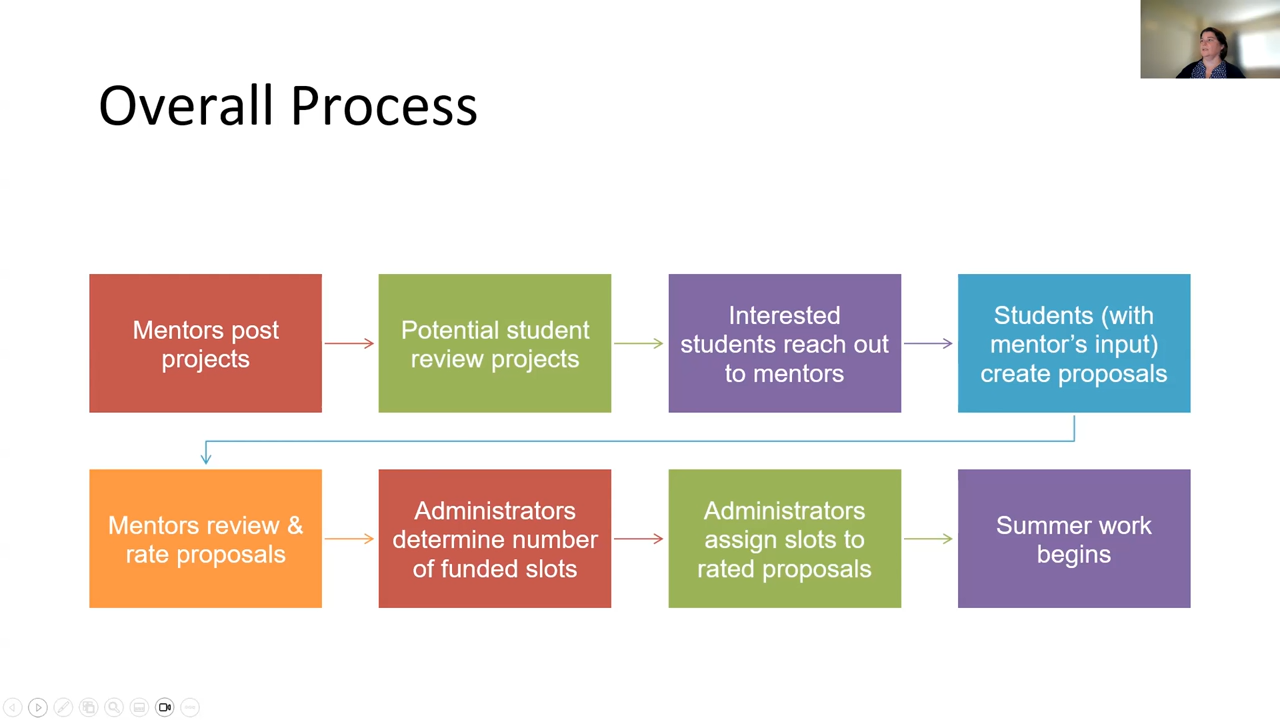 Overall Process
Mentors post
projects
Potential student
review projects
Interested
students reach out
to mentors
Students (with
mentor’s input)
create proposals
Mentors review &
rate proposals
Administrators
determine number
of funded slots
Administrators
assign slots to
rated proposals
Summer work
begins